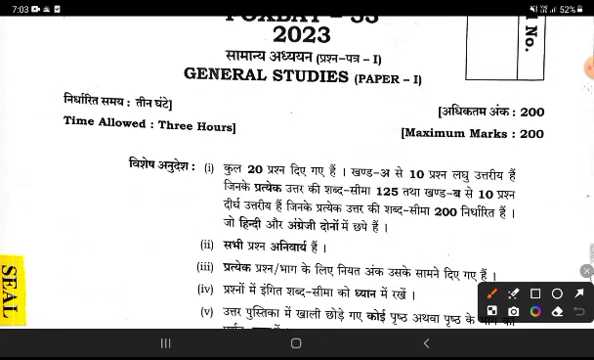 7:03
52%
2023
No.
सामान्य अध्ययन (प्रश्न-पत्र – I)
GENERAL STUDIES (PAPER – I)
निर्धारित समय : तीन घंटे]
[अधिकतम अंक : 200
Time Allowed : Three Hours]
[Maximum Marks : 200
विशेष अनुदेश : (i) कुल 20 प्रश्न दिए गए हैं । खण्ड-अ से 10 प्रश्न लघु उत्तरीय हैं
जिनके प्रत्येक उत्तर की शब्द-सीमा 125 तथा खण्ड-ब से 10 प्रश्न
दीर्घ उत्तरीय हैं जिनके प्रत्येक उत्तर की शब्द-सीमा 200 निर्धारित हैं ।
जो हिन्दी और अंग्रेजी दोनों में छपे हैं ।
(ii) सभी प्रश्न अनिवार्य हैं ।
(iii) प्रत्येक प्रश्न/भाग के लिए नियत अंक उसके सामने दिए गए हैं ।
(iv) प्रश्नों में इंगित शब्द-सीमा को ध्यान में रखें ।
(v) उत्तर पुस्तिका में खाली छोड़े गए कोई पृष्ठ अथवा पृष्ठ के भाग को
SEAL